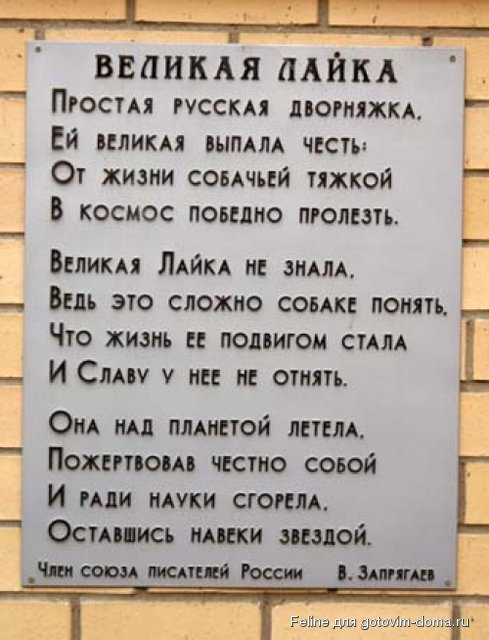 ВЕЛИКАЯ ЛАЙКА
Простая русская дворняжка,
Ей великая выпала честь:
От жизни собачьей тяжкой
В космос победно пролезть.
Великая Лайка не знала,
Ведь это сложно собаке понять,
Что жизнь ее подвигом стала
И Славу у нее не отнять.
Она над планетой летела,
Пожертвовав честно собой
И ради науки сгорела,
Оставшись навеки звездой.
Член союза писателей России В. Запрягаев
Feline для gotovim-doma.ru